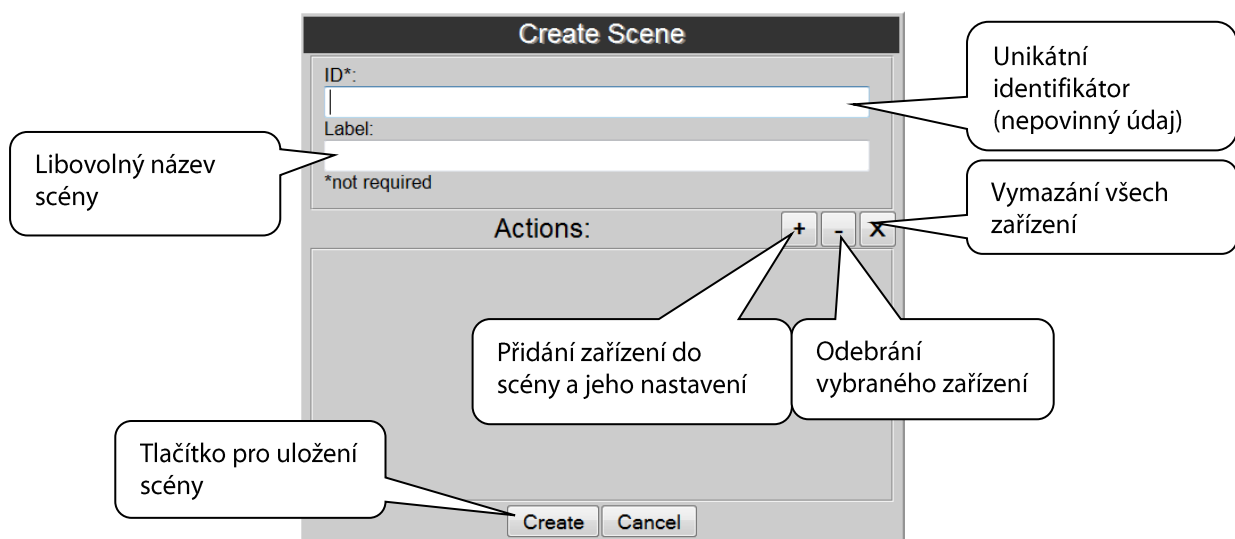 Create Scene
ID*:
Unikátní
identifikátor
(nepovinný údaj)
Label:
Libovolný název
scény
*not required
Vymazání všech
zařízení
Actions:
+ - X
Přidání zařízení do
scény a jeho nastavení
Odebrání
vybraného zařízení
Tlačítko pro uložení
scény
Create Cancel